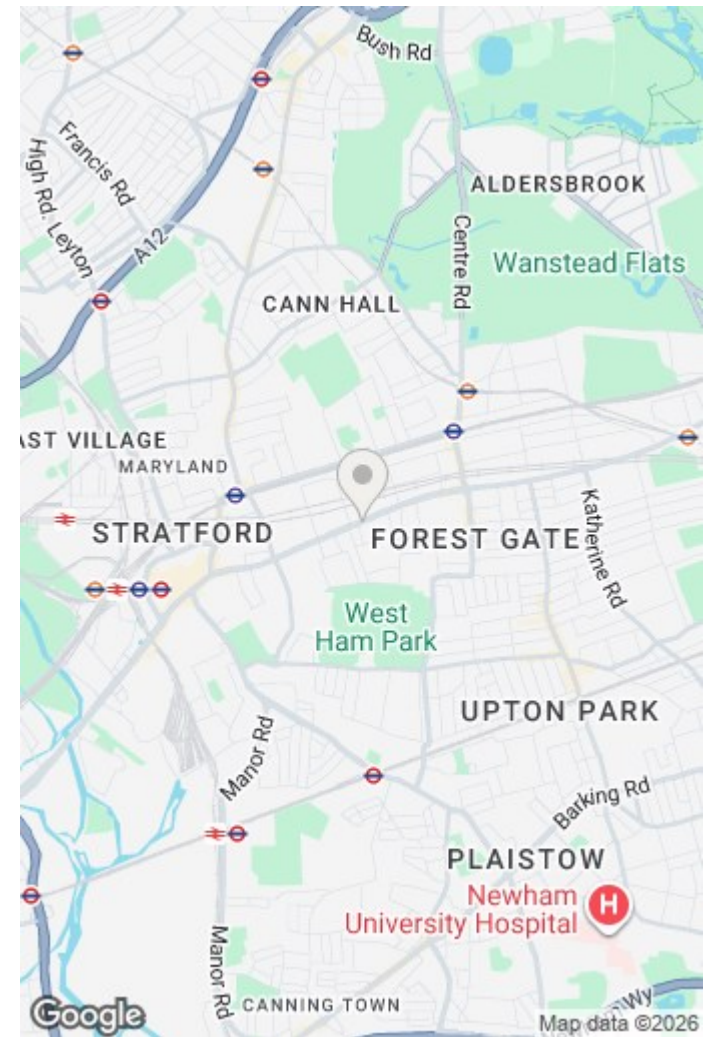 Bush Rd
Francis Rd
High Rd. Leyton
A12
ALDERSBROOK
Centre Rd
Wanstead Flats
CANN HALL
AST VILLAGE
MARYLAND
STRATFORD
FOREST GATE
Katherine Rd
West
Ham Park
UPTON PARK
Manor Rd
Barking Rd
PLAISTOW
Newham
University Hospital
H
Manor Rd
CANNING TOWN
Google
Map data ©2026